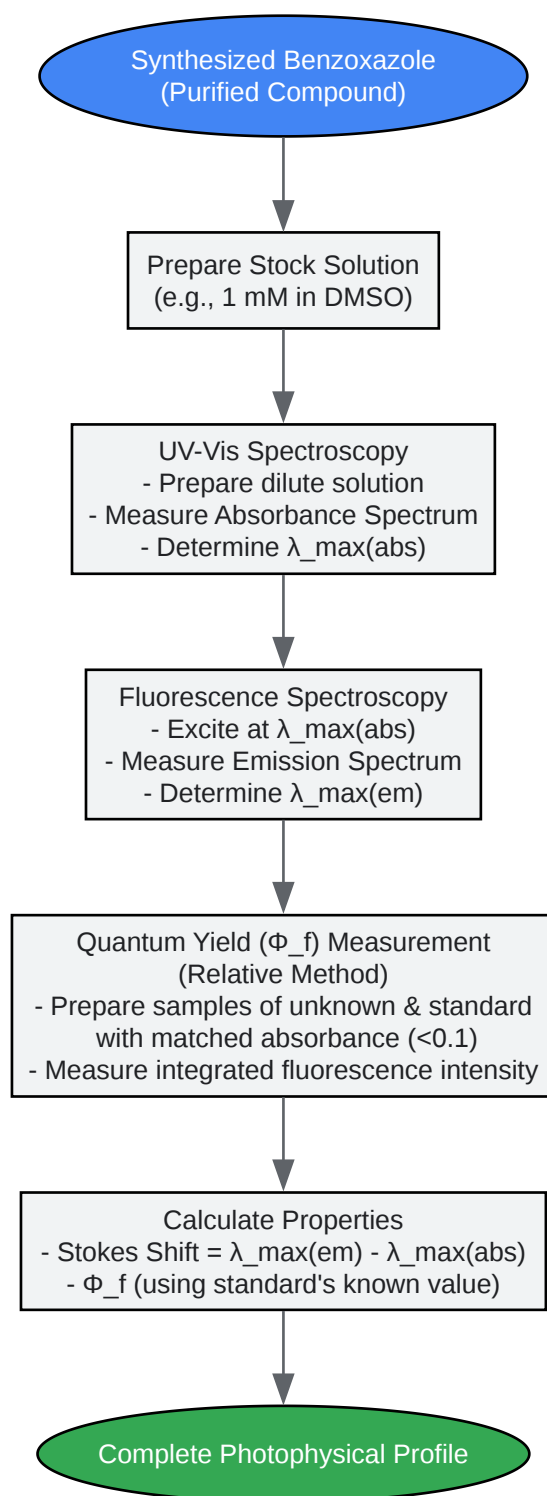 Synthesized Benzoxazole
(Purified Compound)
Prepare Stock Solution
(e.g., 1 mM in DMSO)
UV-Vis Spectroscopy
- Prepare dilute solution
- Measure Absorbance Spectrum
- Determine λ_max(abs)
Fluorescence Spectroscopy
- Excite at λ_max(abs)
- Measure Emission Spectrum
- Determine λ_max(em)
Quantum Yield (Φ_f) Measurement
(Relative Method)
- Prepare samples of unknown & standard
with matched absorbance (<0.1)
- Measure integrated fluorescence intensity
Calculate Properties
- Stokes Shift = λ_max(em) - λ_max(abs)
- Φ_f (using standard's known value)
Complete Photophysical Profile